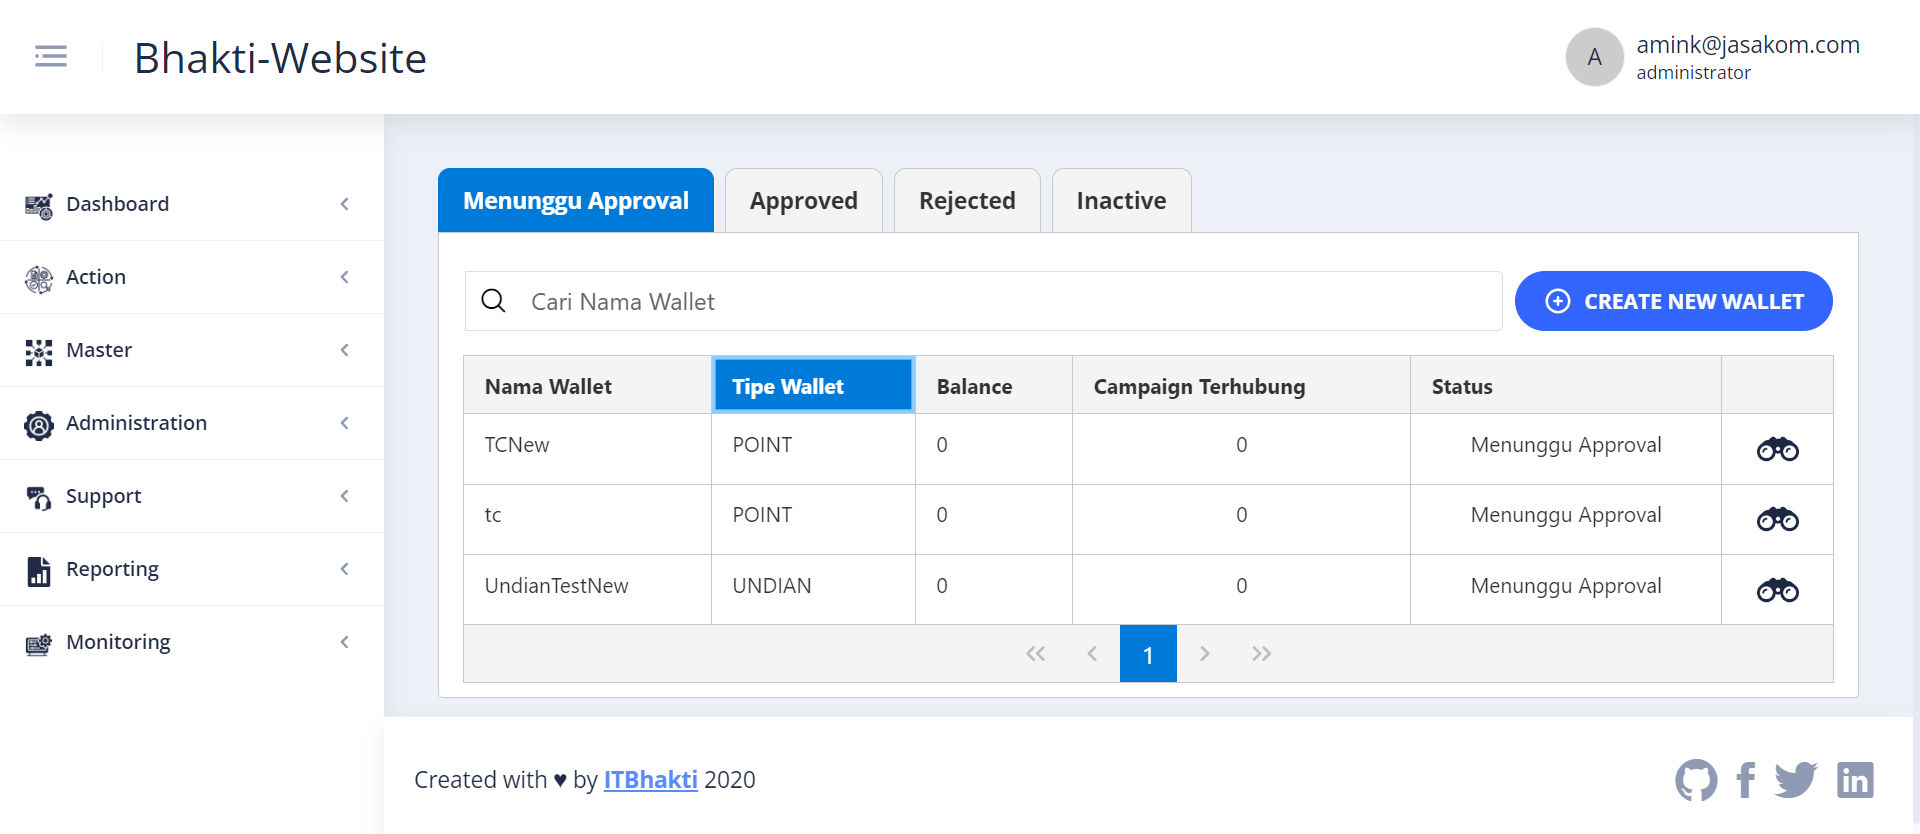 Bhakti-Website
A
amink@jasakom.com
administrator
Dashboard
Action
Master
Administration
Support
Reporting
Monitoring
Menunggu Approval Approved Rejected Inactive
Cari Nama Wallet
CREATE NEW WALLET
Nama Wallet Tipe Wallet Balance Campaign Terhubung Status
TCNew POINT 0 0 Menunggu Approval
tc POINT 0 0 Menunggu Approval
UndianTestNew UNDIAN 0 0 Menunggu Approval
1
Created with ♥ by ITBhakti 2020